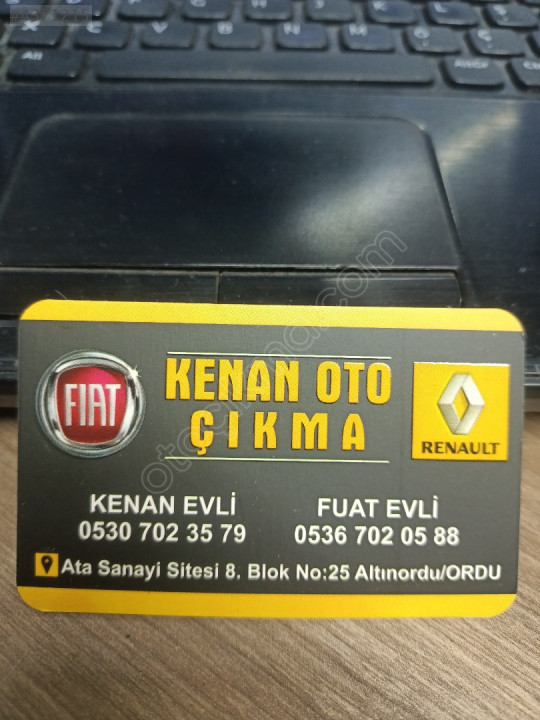 KENAN OTO
ÇIKMA
FIAT
RENAULT
KENAN EVLİ
0530 702 35 79
FUAT EVLİ
0536 702 05 88
Ata Sanayi Sitesi 8. Blok No:25 Altınordu/ORDU